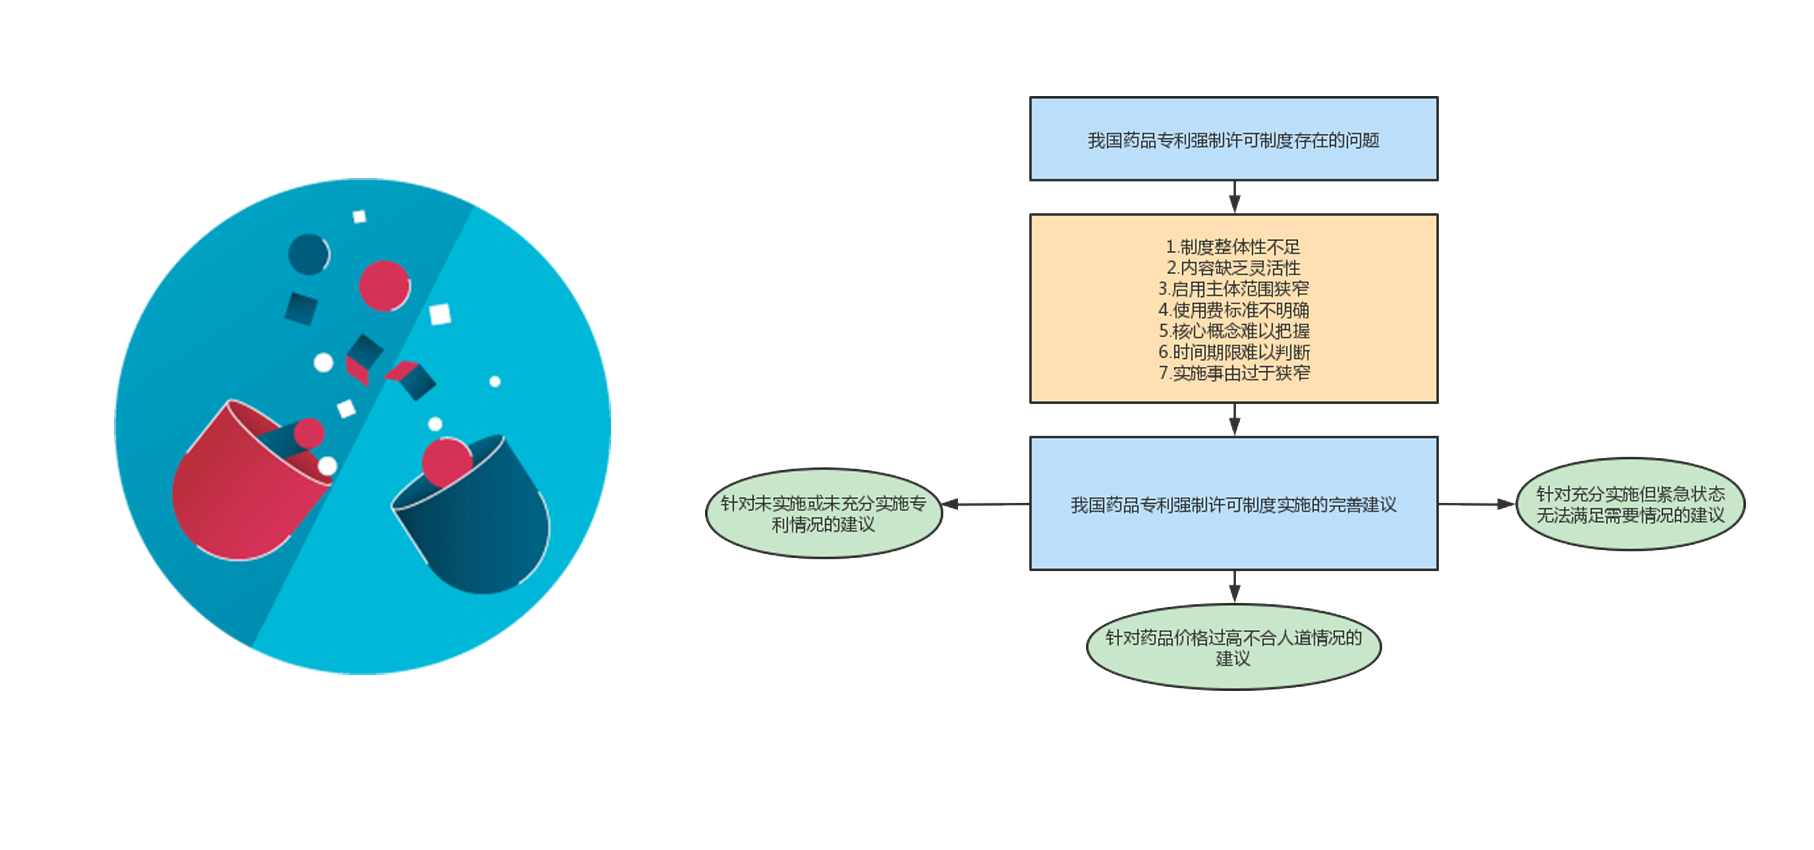 我国药品专利强制许可制度存在的问题
1.制度整体性不足
2.内容缺乏灵活性
3.启用主体范围狭窄
4.使用费标准不明确
5.核心概念难以把握
6.时间期限难以判断
7.实施事由过于狭窄
针对未实施或未充分实施专
利情况的建议
我国药品专利强制许可制度实施的完善建议
针对充分实施但紧急状态
无法满足需要情况的建议
针对药品价格过高不合人道情况的
建议